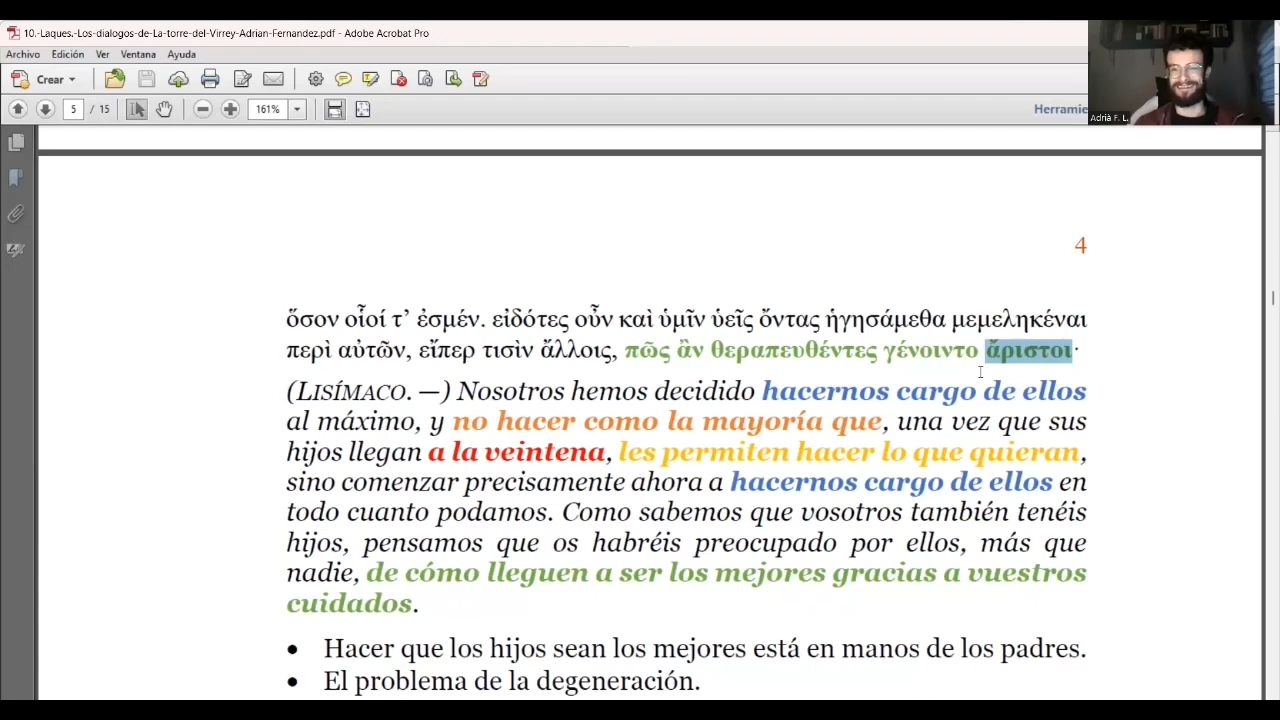 10.-Laques.-Los-dialogos-de-La-torre-del-Virrey-Adrian-Fernandez.pdf - Adobe Acrobat Pro
Archivo Edición Ver Ventana Ayuda
Crear
5 / 15 161% Herramie
Adrià F. L.
4
ὅσον οἷοί τ’ ἐσμέν. εἰδότες οὖν καὶ ὑμῖν ὑεῖς ὄντας ἡγησάμεθα μεμεληκέναι
περὶ αὐτῶν, εἴπερ τισὶν ἄλλοις, πῶς ἂν θεραπευθέντες γένοιντο ἄριστοι·
(LISÍMACO. —) Nosotros hemos decidido hacernos cargo de ellos
al máximo, y no hacer como la mayoría que, una vez que sus
hijos llegan a la veintena, les permiten hacer lo que quieran,
sino comenzar precisamente ahora a hacernos cargo de ellos en
todo cuanto podamos. Como sabemos que vosotros también tenéis
hijos, pensamos que os habréis preocupado por ellos, más que
nadie, de cómo lleguen a ser los mejores gracias a vuestros
cuidados.
• Hacer que los hijos sean los mejores está en manos de los padres.
• El problema de la degeneración.